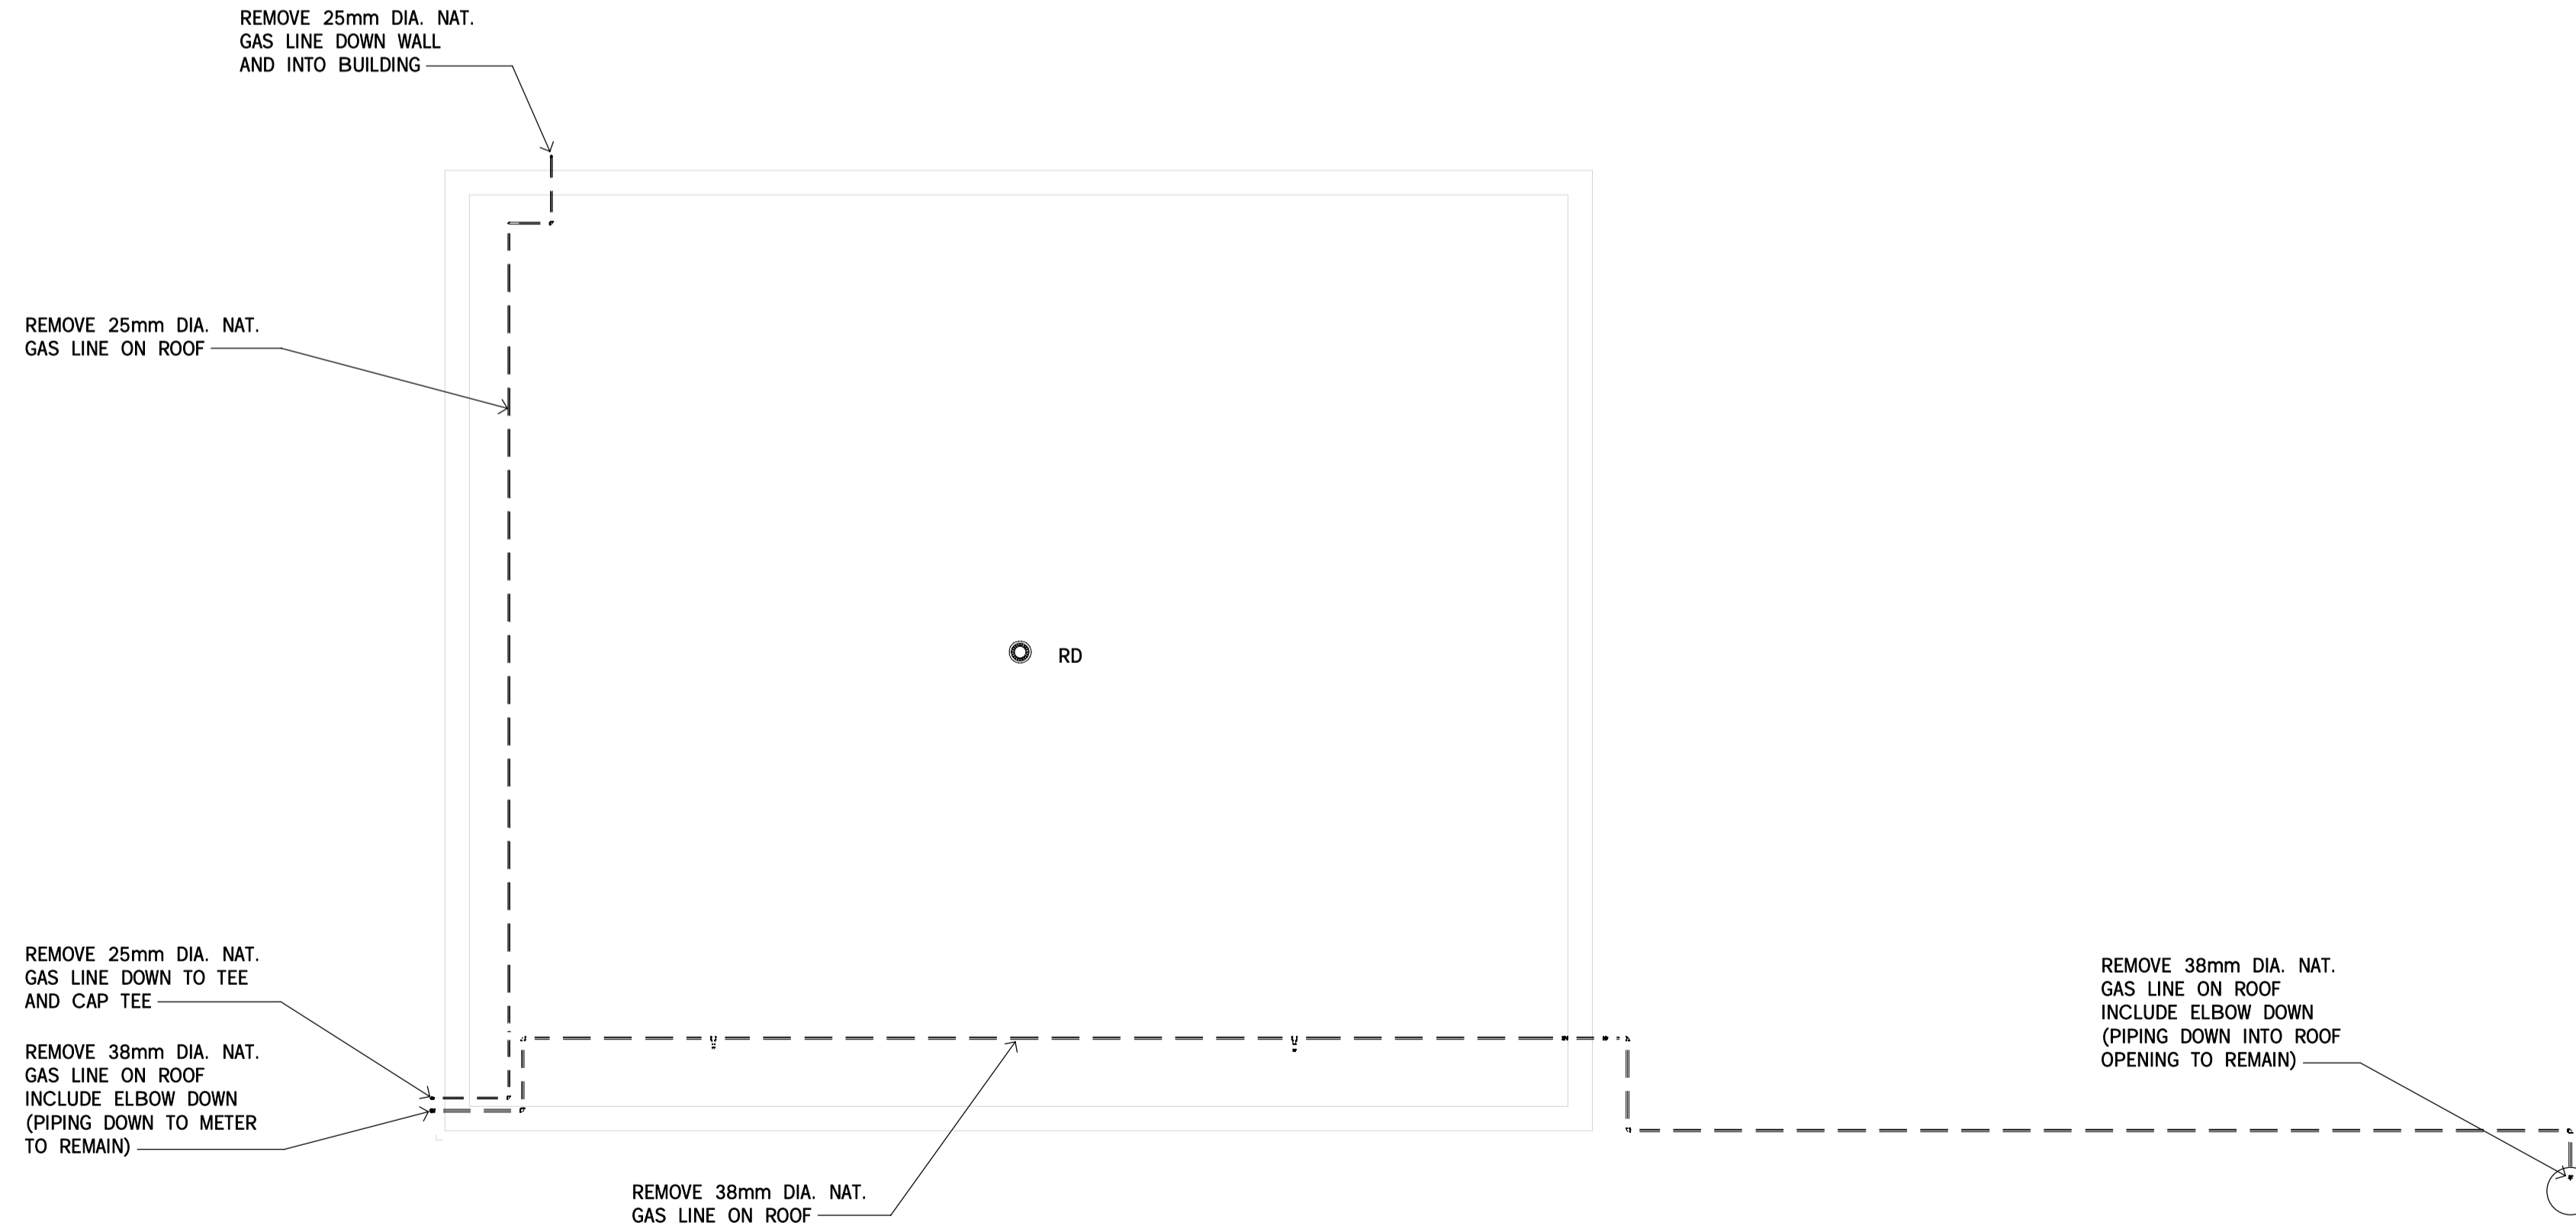 REMOVE 25mm DIA. NAT.
GAS LINE DOWN WALL
AND INTO BUILDING
REMOVE 25mm DIA. NAT.
GAS LINE ON ROOF
RD
REMOVE 25mm DIA. NAT.
GAS LINE DOWN TO TEE
AND CAP TEE
REMOVE 38mm DIA. NAT.
GAS LINE ON ROOF
INCLUDE ELBOW DOWN
(PIPING DOWN TO METER
TO REMAIN)
REMOVE 38mm DIA. NAT.
GAS LINE ON ROOF
REMOVE 38mm DIA. NAT.
GAS LINE ON ROOF
INCLUDE ELBOW DOWN
(PIPING DOWN INTO ROOF
OPENING TO REMAIN)